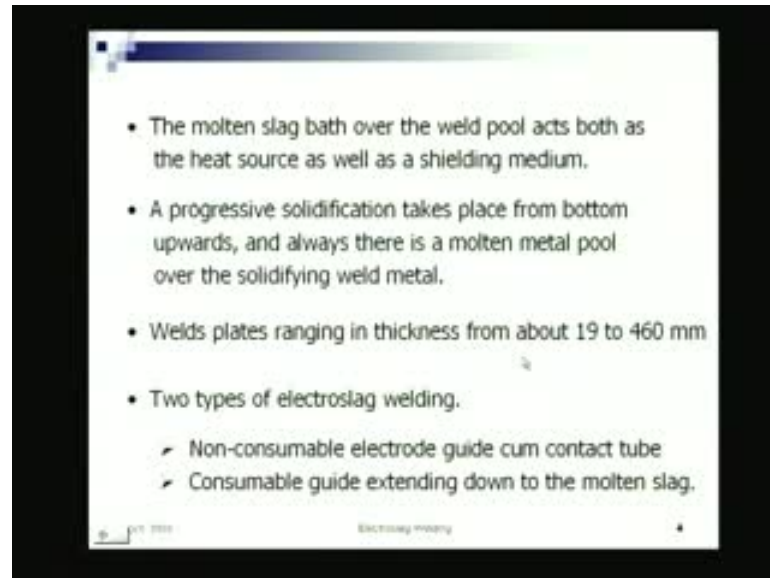 • The molten slag bath over the weld pool acts both as
the heat source as well as a shielding medium.
• A progressive solidification takes place from bottom
upwards, and always there is a molten metal pool
over the solidifying weld metal.
• Welds plates ranging in thickness from about 19 to 460 mm
• Two types of electroslag welding.
➢ Non-consumable electrode guide cum contact tube
➢ Consumable guide extending down to the molten slag.
Electroslag Welding 4